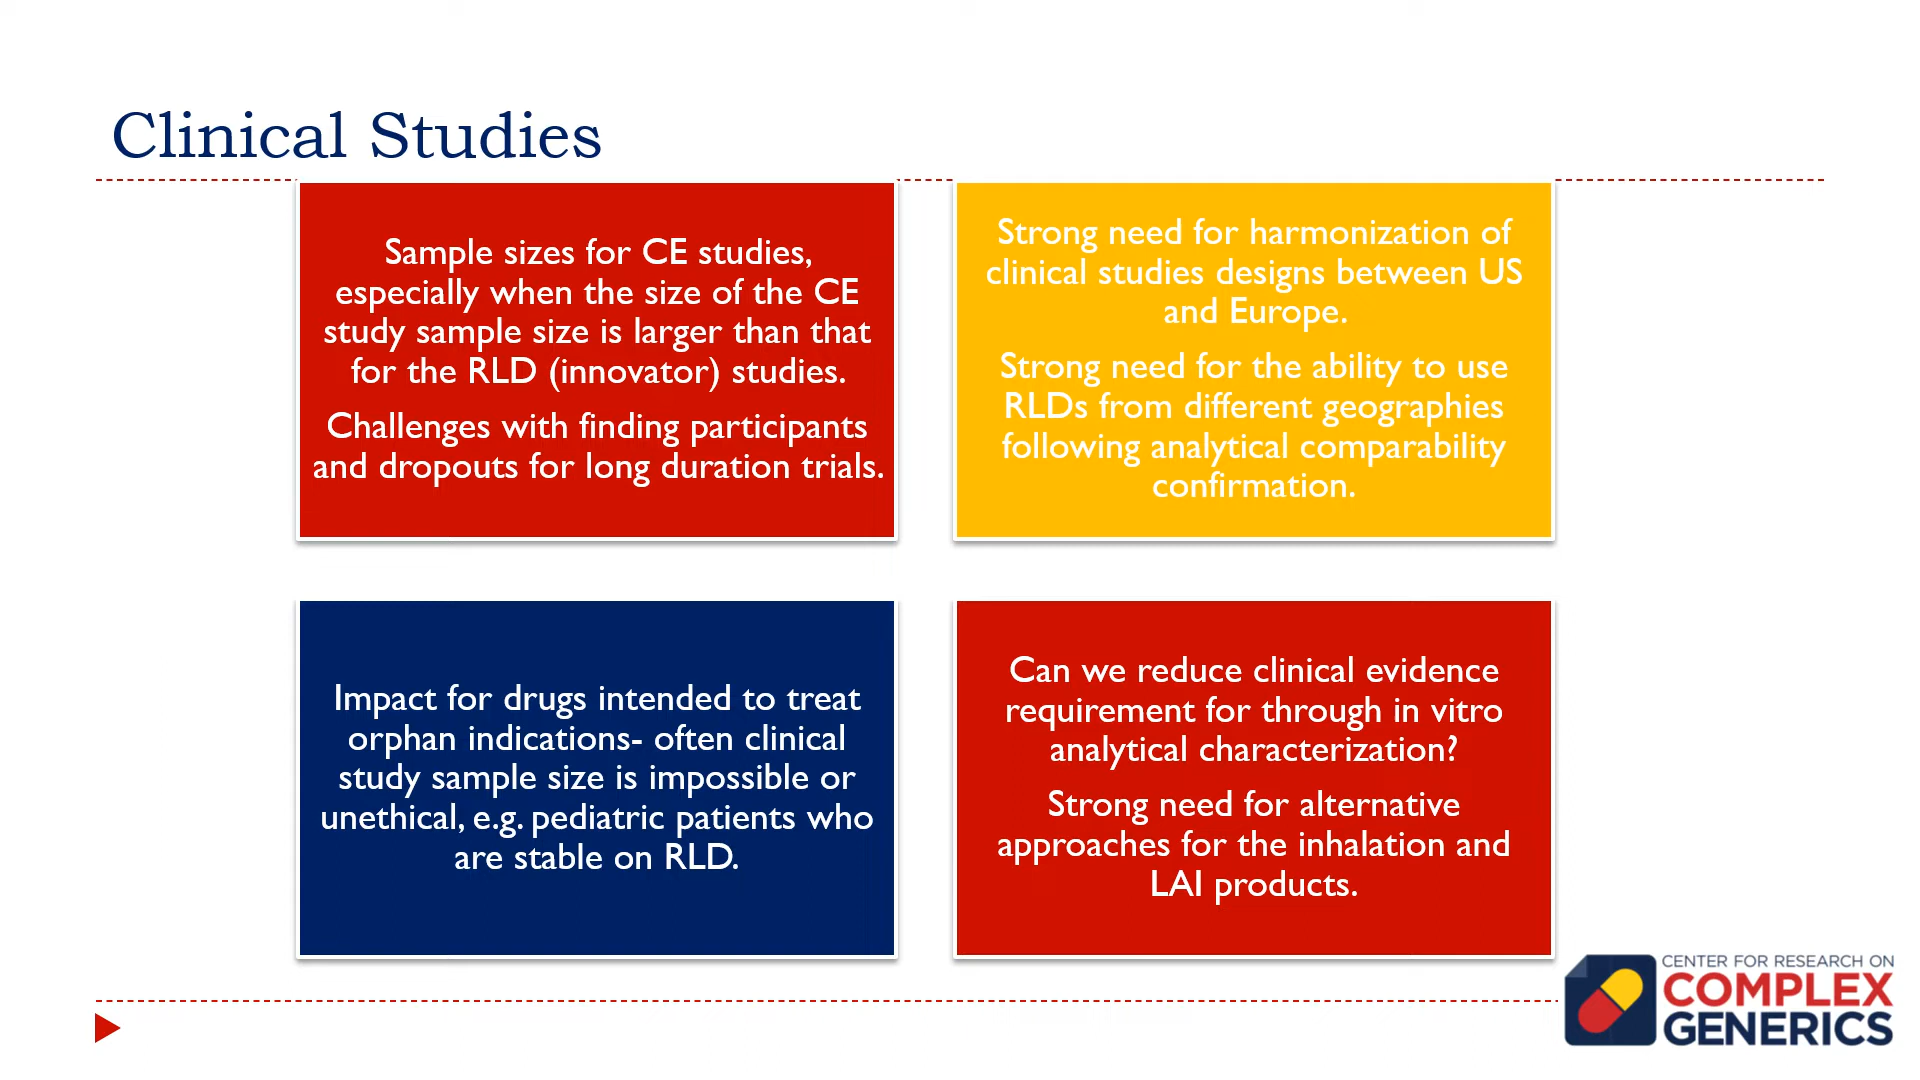 Clinical Studies
Sample sizes for CE studies,
especially when the size of the CE
study sample size is larger than that
for the RLD (innovator) studies.
Challenges with finding participants
and dropouts for long duration trials.
Strong need for harmonization of
clinical studies designs between US
and Europe.
Strong need for the ability to use
RLDs from different geographies
following analytical comparability
confirmation.
Impact for drugs intended to treat
orphan indications- often clinical
study sample size is impossible or
unethical, e.g. pediatric patients who
are stable on RLD.
Can we reduce clinical evidence
requirement for through in vitro
analytical characterization?
Strong need for alternative
approaches for the inhalation and
LAI products.
CENTER FOR RESEARCH ON
COMPLEX
GENERICS